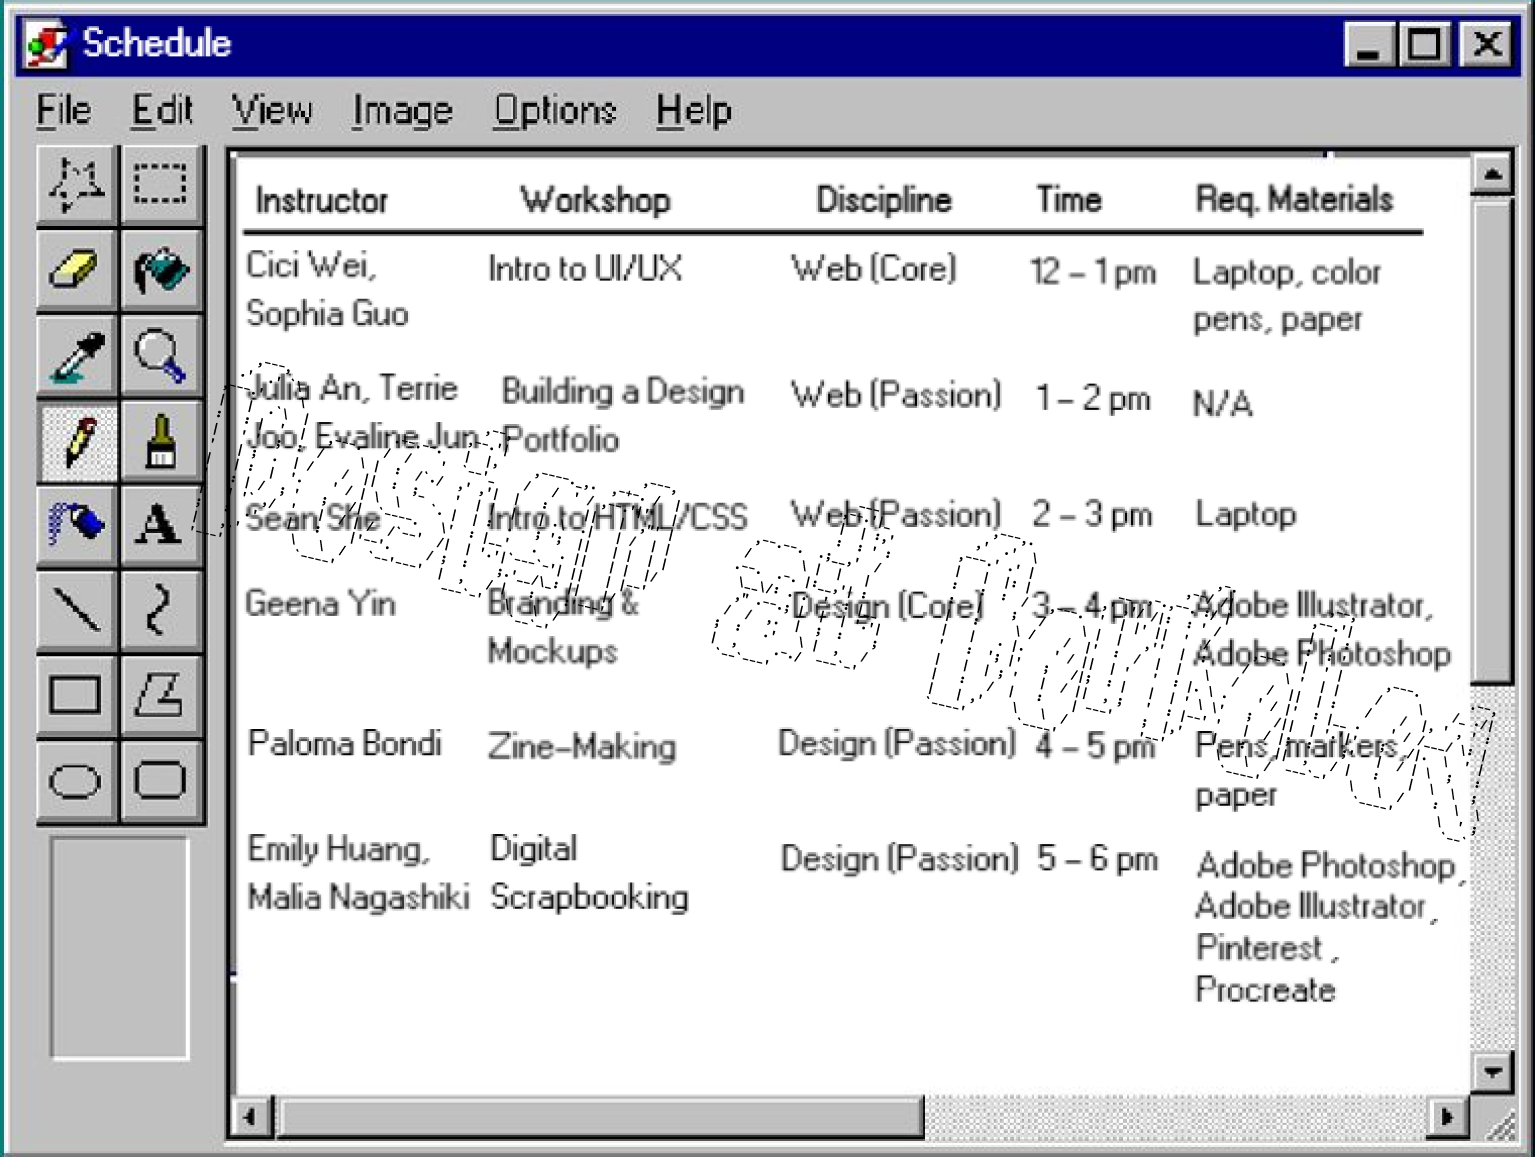 Schedule
File Edit View Image Options Help
Instructor Workshop Discipline Time Req. Materials
Cici Wei, Intro to UI/UX Web (Core) 12 – 1 pm Laptop, color
Sophia Guo pens, paper
Julia An, Terrie Building a Design Web (Passion) 1 – 2 pm N/A
Joo, Evaline Jun Portfolio
Sean She Intro to HTML/CSS Web (Passion) 2 – 3 pm Laptop
Geena Yin Branding & Design (Core) 3 – 4 pm Adobe Illustrator,
Mockups Adobe Photoshop
Paloma Bondi Zine-Making Design (Passion) 4 – 5 pm Pens, markers,
paper
Emily Huang, Digital Design (Passion) 5 – 6 pm Adobe Photoshop,
Malia Nagashiki Scrapbooking Adobe Illustrator,
Pinterest,
Procreate
A
Design at Berkeley